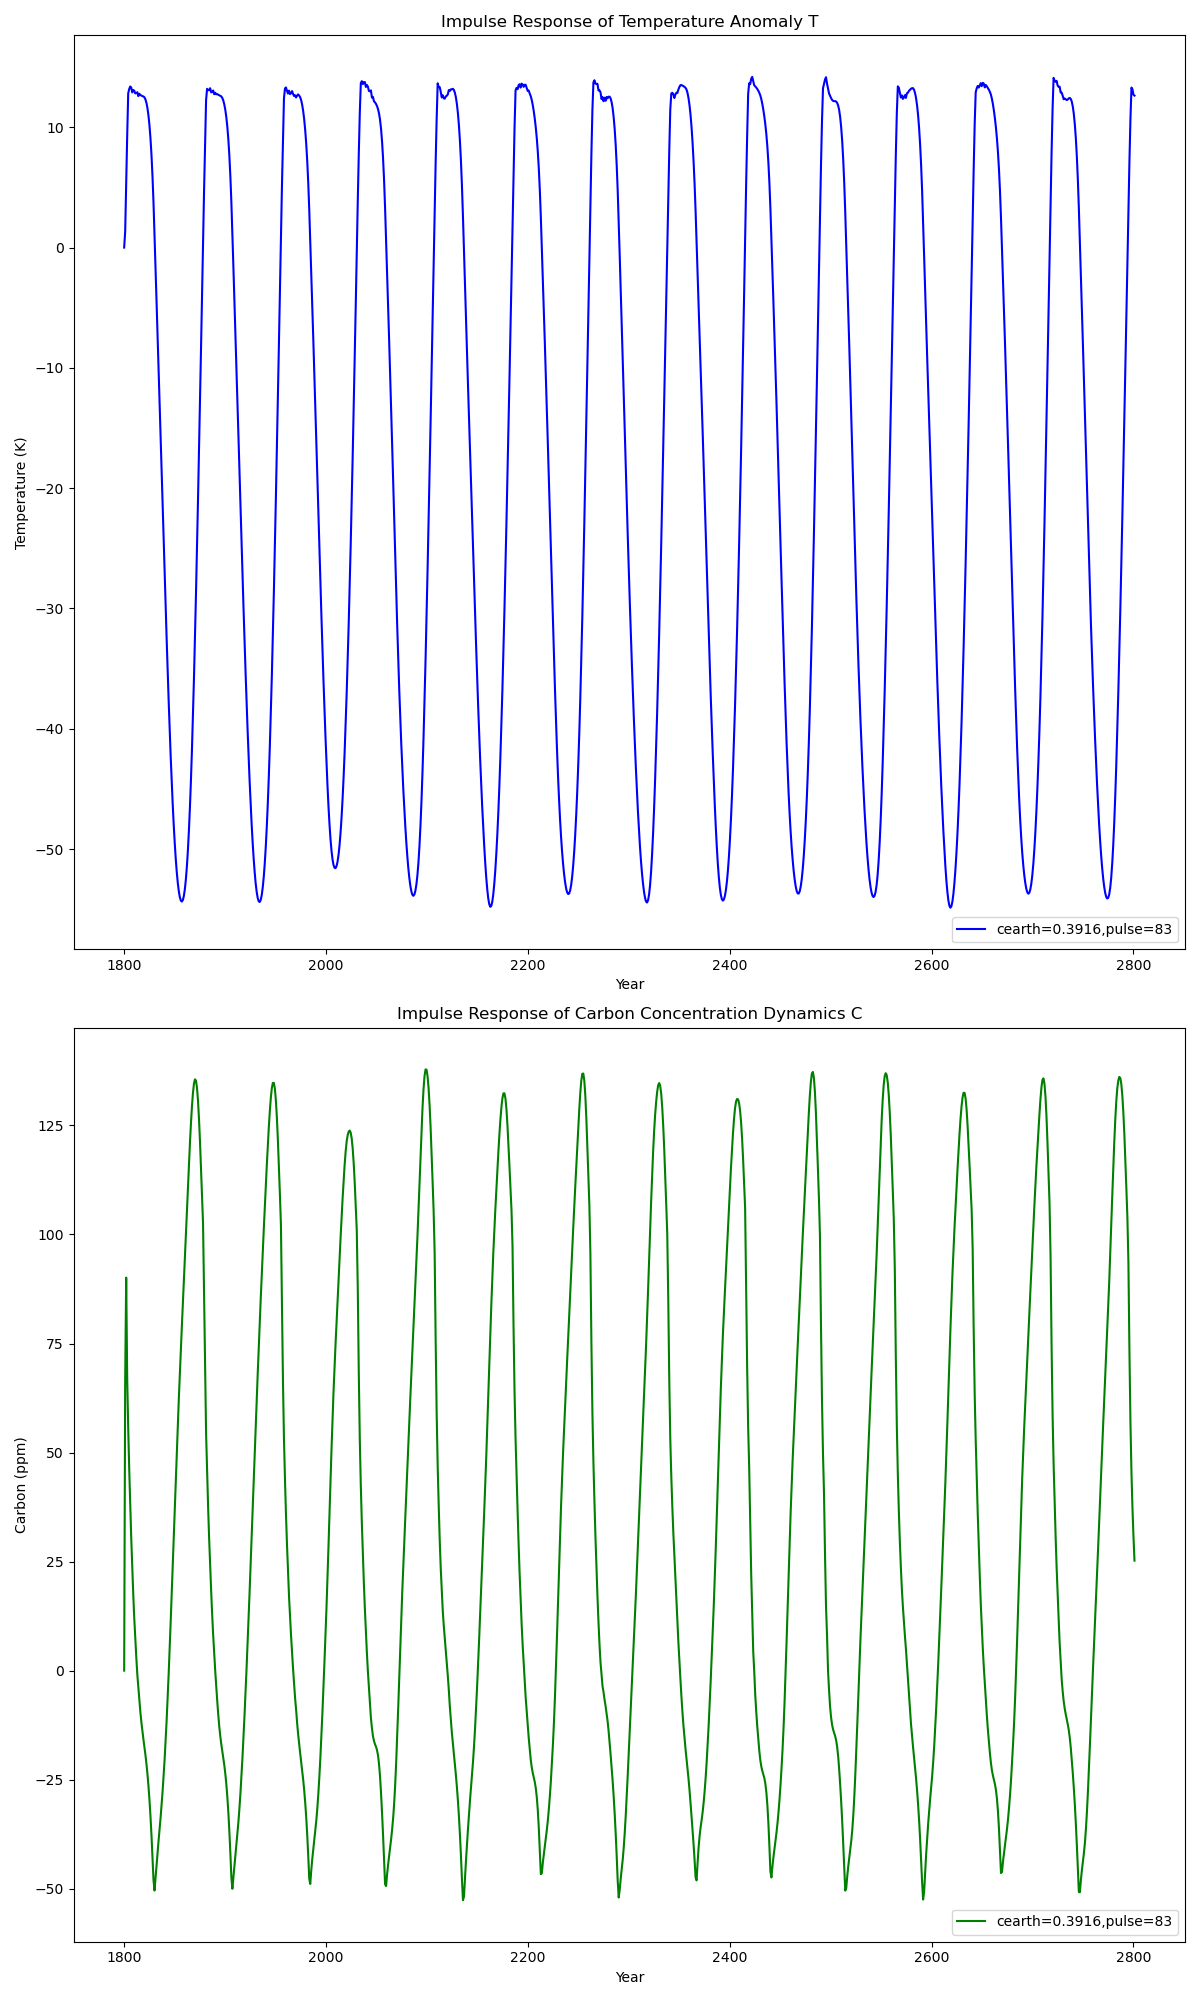 Impulse Response of Temperature Anomaly T
10
0
−10
−20
−30
−40
−50
Temperature (K)
cearth=0.3916,pulse=83
1800 2000 2200 2400 2600 2800
Year
Impulse Response of Carbon Concentration Dynamics C
125
100
75
50
25
0
−25
−50
Carbon (ppm)
cearth=0.3916,pulse=83
1800 2000 2200 2400 2600 2800
Year